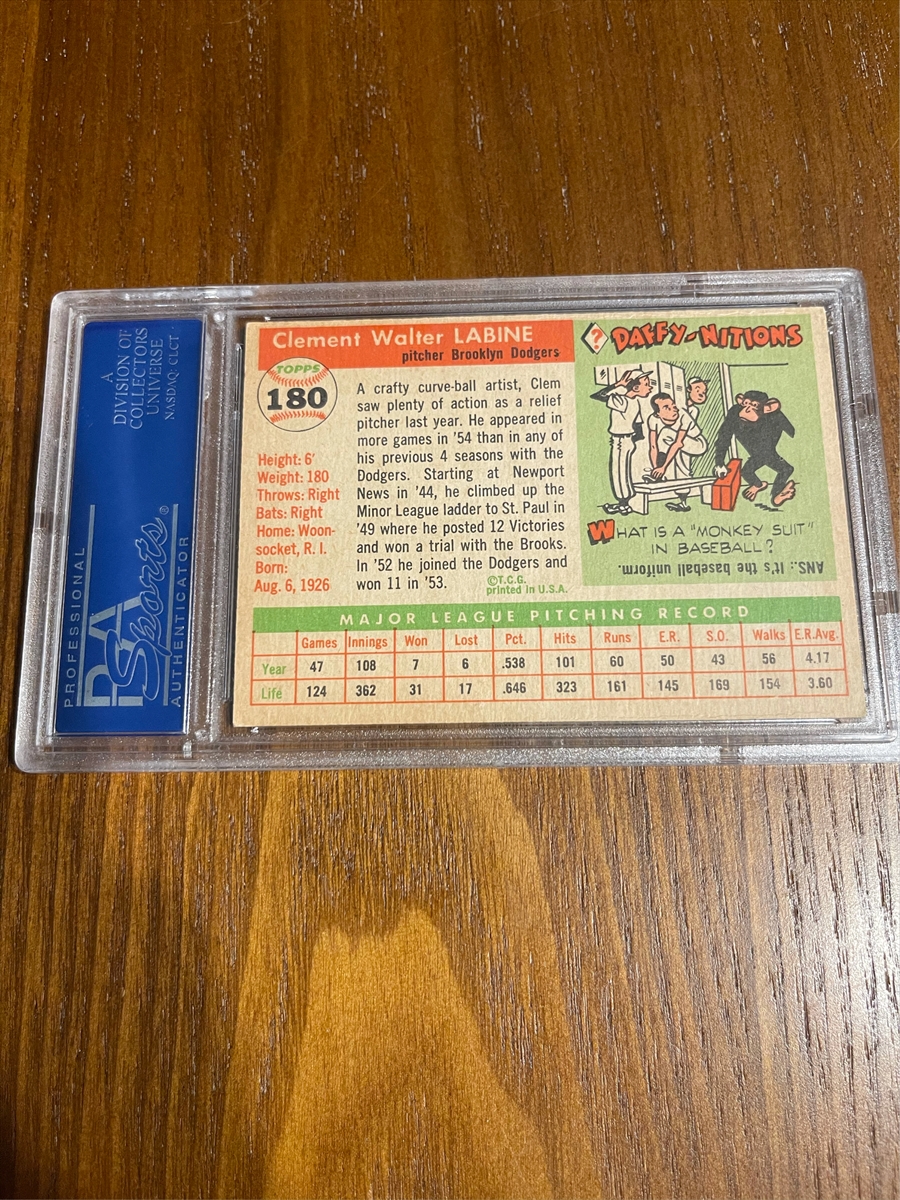 A
DIVISION OF
COLLECTORS
UNIVERSE
NASDAQ: CLCT
PROFESSIONAL
PSA
Sports®
AUTHENTICATOR
Clement Walter LABINE
pitcher Brooklyn Dodgers
TOPPS
180
Height: 6'
Weight: 180
Throws: Right
Bats: Right
Home: Woon-
socket, R. I.
Born:
Aug. 6, 1926
A crafty curve-ball artist, Clem
saw plenty of action as a relief
pitcher last year. He appeared in
more games in '54 than in any of
his previous 4 seasons with the
Dodgers. Starting at Newport
News in '44, he climbed up the
Minor League ladder to St. Paul in
'49 where he posted 12 Victories
and won a trial with the Brooks.
In '52 he joined the Dodgers and
won 11 in '53.
©T.C.G.
printed in U.S.A.
? DAFFY-NITIONS
WHAT IS A "MONKEY SUIT"
IN BASEBALL?
ANS.: It's the baseball uniform.
MAJOR LEAGUE PITCHING RECORD
Games Innings Won Lost Pct. Hits Runs E.R. S.O. Walks E.R.Avg.
Year 47 108 7 6 .538 101 60 50 43 56 4.17
Life 124 362 31 17 .646 323 161 145 169 154 3.60